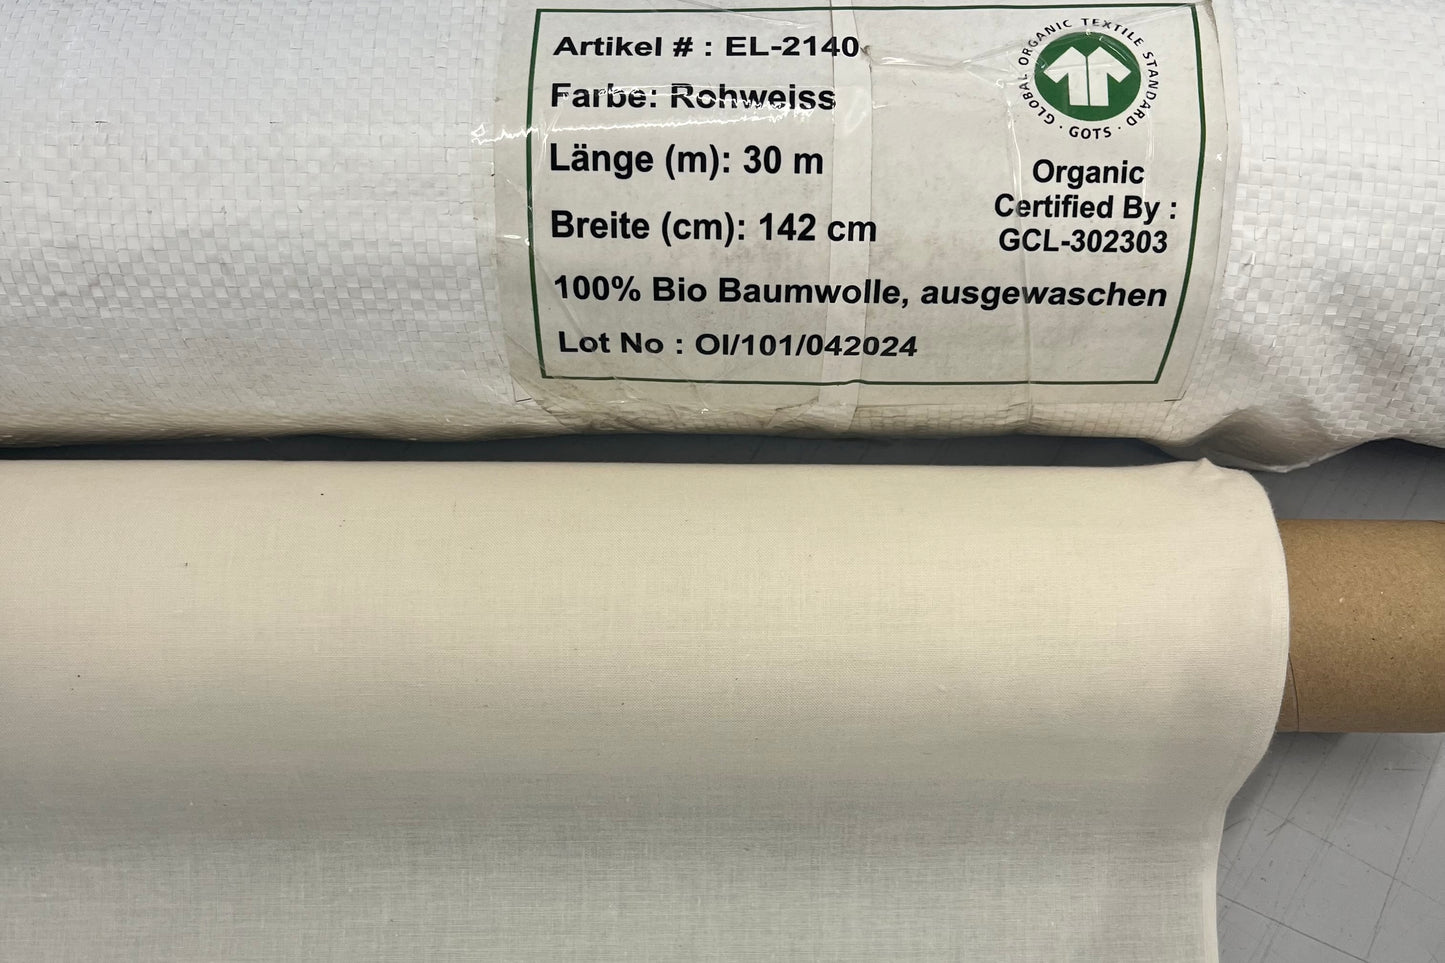 Artikel # : EL-2140
Farbe: Rohweiss
Länge (m): 30 m
Breite (cm): 142 cm
100% Bio Baumwolle, ausgewaschen
Lot No : OI/101/042024
GLOBAL ORGANIC TEXTILE STANDARD
· GOTS ·
Organic
Certified By :
GCL-302303